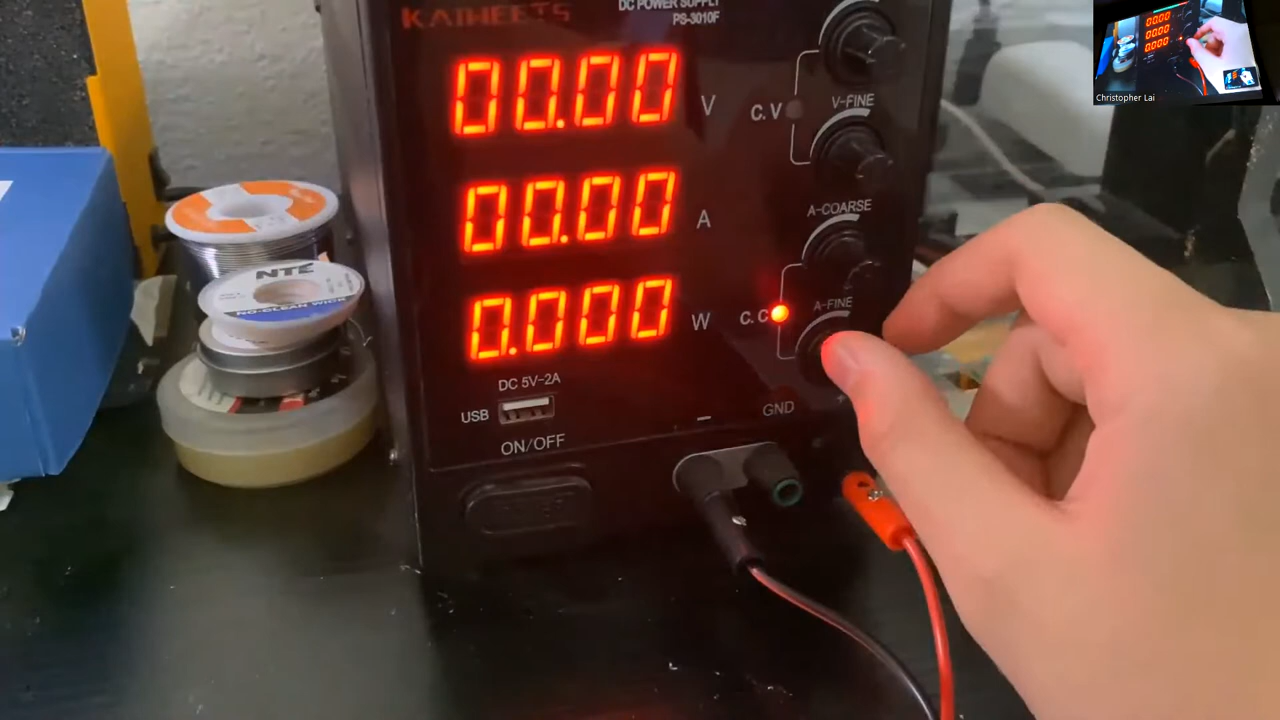 KAIWEETS
DC POWER SUPPLY
PS-3010F
00.00 V
00.00 A
0.000 W
C.V
V-FINE
A-COARSE
C.C
A-FINE
DC 5V-2A
USB
ON/OFF
−
GND
NTE
NO-CLEAN WICK
Christopher Lai